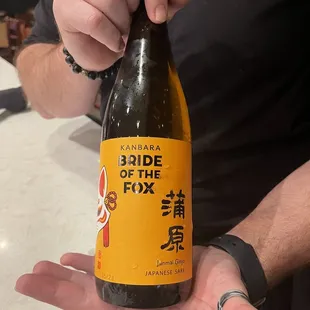 KANBARA
BRIDE
OF THE
FOX
蒲原
JAPANESE SAKE